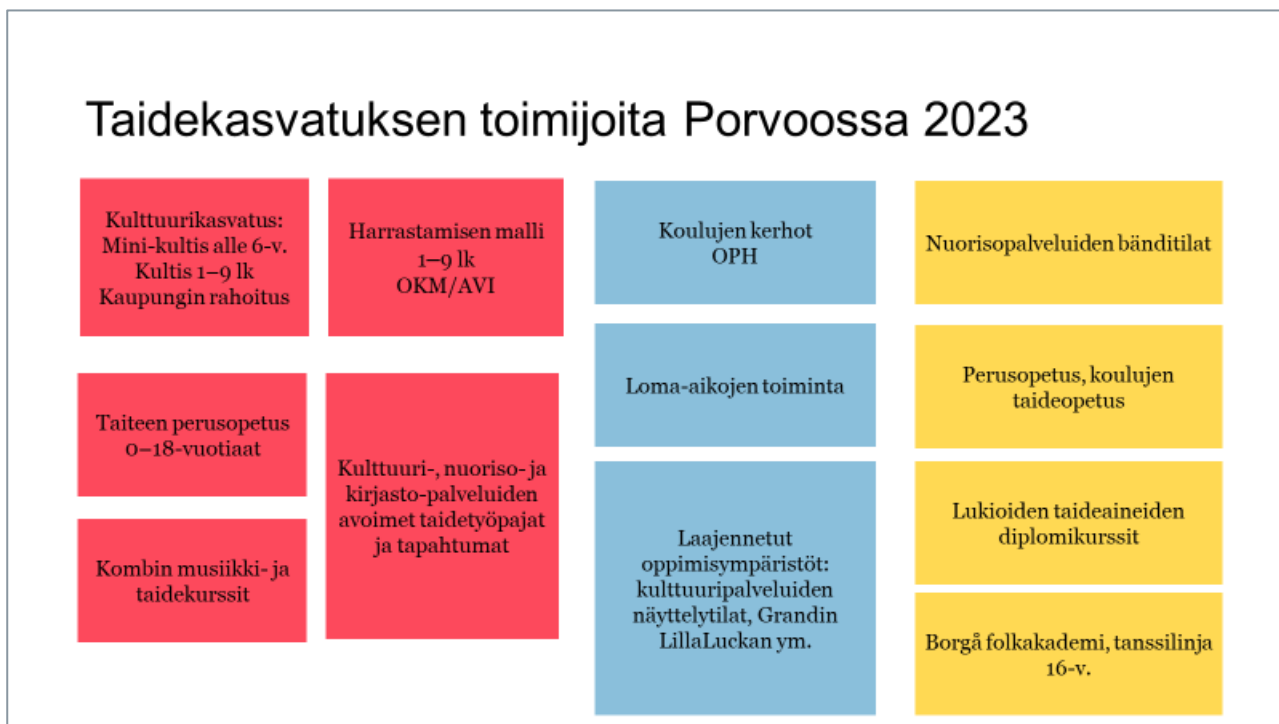 Taidekasvatuksen toimijoita Porvoossa 2023
Kulttuurikasvatus:
Mini-kultis alle 6-v.
Kultis 1–9 lk
Kaupungin rahoitus
Harrastamisen malli
1–9 lk
OKM/AVI
Koulujen kerhot
OPH
Nuorisopalveluiden bänditilat
Taiteen perusopetus
0–18-vuotiaat
Kulttuuri-, nuoriso- ja
kirjasto-palveluiden
avoimet taidetyöpajat
ja tapahtumat
Loma-aikojen toiminta
Perusopetus, koulujen
taideopetus
Kombin musiikki- ja
taidekurssit
Laajennetut
oppimisympäristöt:
kulttuuripalveluiden
näyttelytilat, Grandin
LillaLuckan ym.
Lukioiden taideaineiden
diplomikurssit
Borgå folkakademi, tanssilinja
16-v.